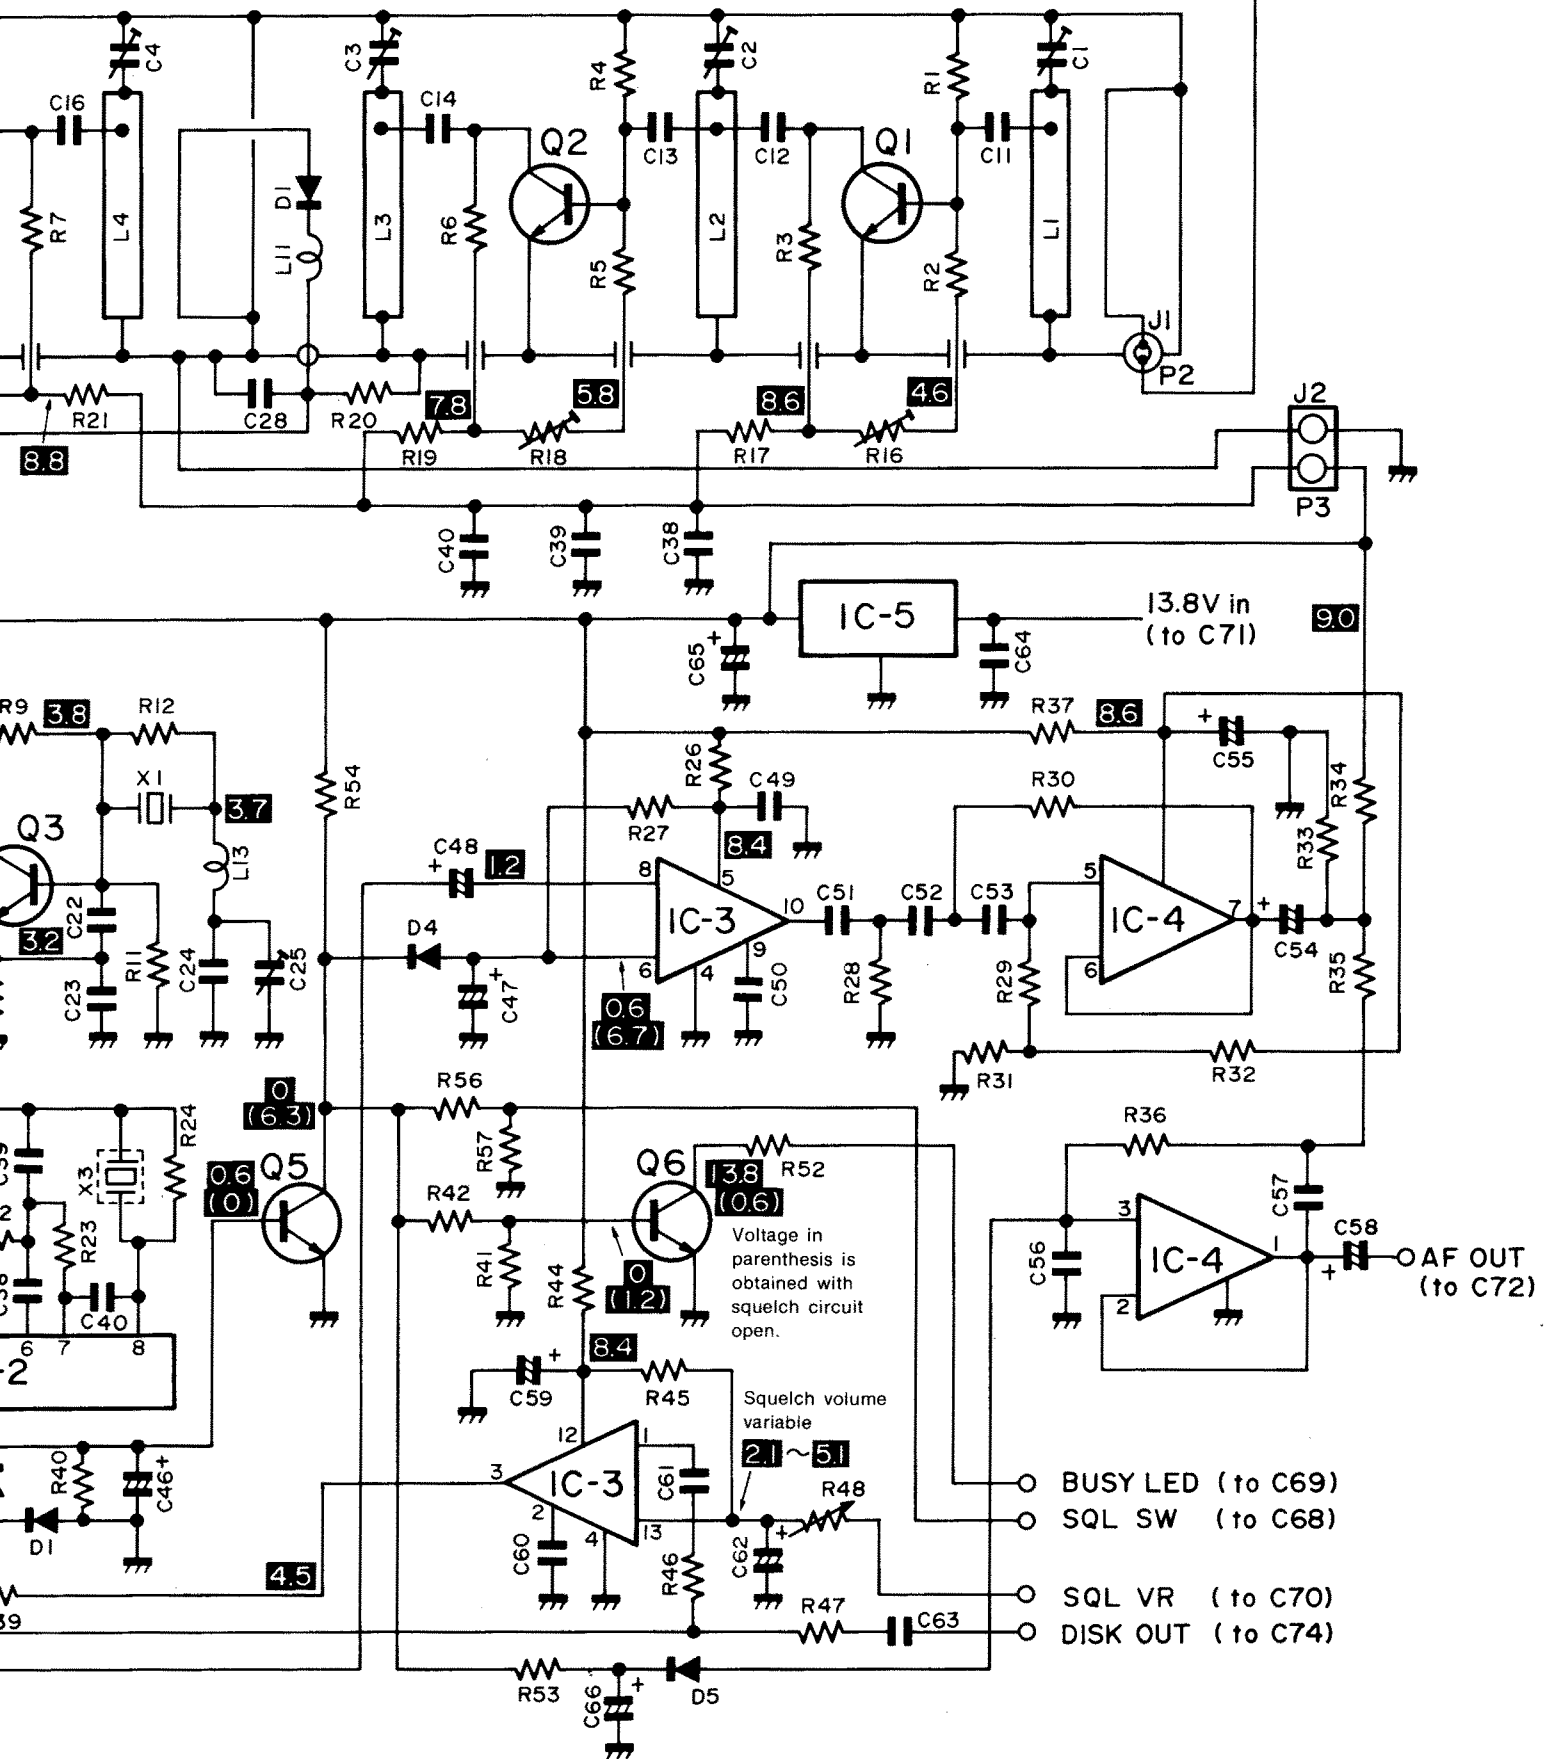 C4
C3
R4
C2
R1
C1
C16
C14
Q2
C13
C12
Q1
C11
R7
L4
D1
L11
L3
R6
R5
L2
R3
R2
L1
J1
P2
R21
C28
R20
7.8
5.8
8.6
4.6
J2
8.8
R19
R18
R17
R16
P3
C40
C39
C38
IC-5
13.8V in
(to C71)
9.0
C65
+
C64
R9
3.8
R12
R37
8.6
+
C55
X1
3.7
R54
R26
C49
R30
R34
Q3
L13
R27
8.4
R33
C48
+
1.2
8
5
IC-3
10
C51
C52
C53
5
IC-4
7
+
C54
C22
3.2
R11
C24
C25
D4
9
6
4
6
C23
+
C47
0.6
(6.7)
C50
R28
R29
R35
R31
R32
0
(6.3)
R56
R36
R24
R57
X3
0.6
(0)
Q5
Q6
13.8
(0.6)
R52
R42
3
C57
R23
R41
0
(1.2)
Voltage in
parenthesis is
obtained with
squelch circuit
open.
R44
C56
IC-4
1
C58
+
AF OUT
(to C72)
2
C40
6
7
8
8.4
-2
C59
+
R45
Squelch volume
variable
2.1～5.1
12
1
3
IC-3
C61
R48
BUSY LED (to C69)
R40
C46
+
2
4
13
+
SQL SW (to C68)
D1
C60
R46
C62
4.5
SQL VR (to C70)
39
R47
C63
DISK OUT (to C74)
R53
C66
+
D5